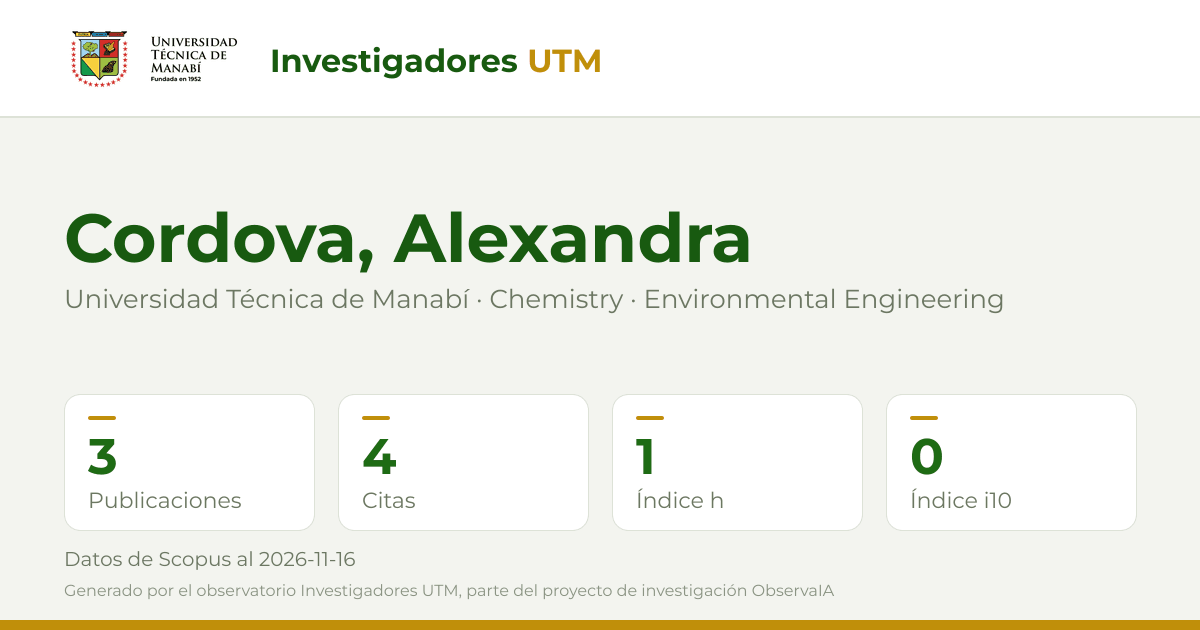 UNIVERSIDAD
TÉCNICA DE
MANABÍ
Fundada en 1952
Investigadores UTM
Cordova, Alexandra
Universidad Técnica de Manabí · Chemistry · Environmental Engineering
3
Publicaciones
4
Citas
1
Índice h
0
Índice i10
Datos de Scopus al 2026-11-16
Generado por el observatorio Investigadores UTM, parte del proyecto de investigación ObservaIA